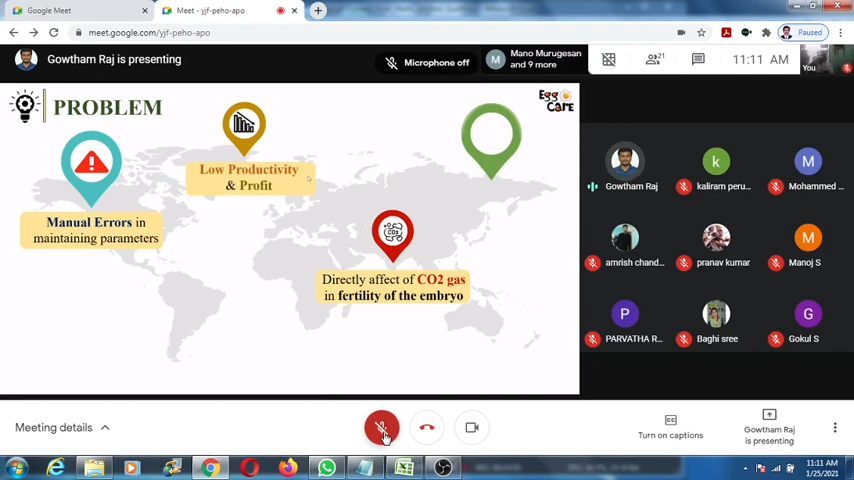 Google Meet
Meet - yjf-peho-apo
meet.google.com/yjf-peho-apo
Paused
Gowtham Raj is presenting
Microphone off
M
Mano Murugesan
and 9 more
21
11:11 AM
You
PROBLEM
Egg
CARE
Low Productivity
& Profit
Manual Errors in
maintaining parameters
CO2
Directly affect of CO2 gas
in fertility of the embryo
Gowtham Raj
k
kaliram peru...
M
Mohammed ...
amrish chand...
pranav kumar
M
Manoj S
P
PARVATHA R...
Baghi sree
G
Gokul S
Meeting details
Turn on captions
Gowtham Raj
is presenting
11:11 AM
1/25/2021